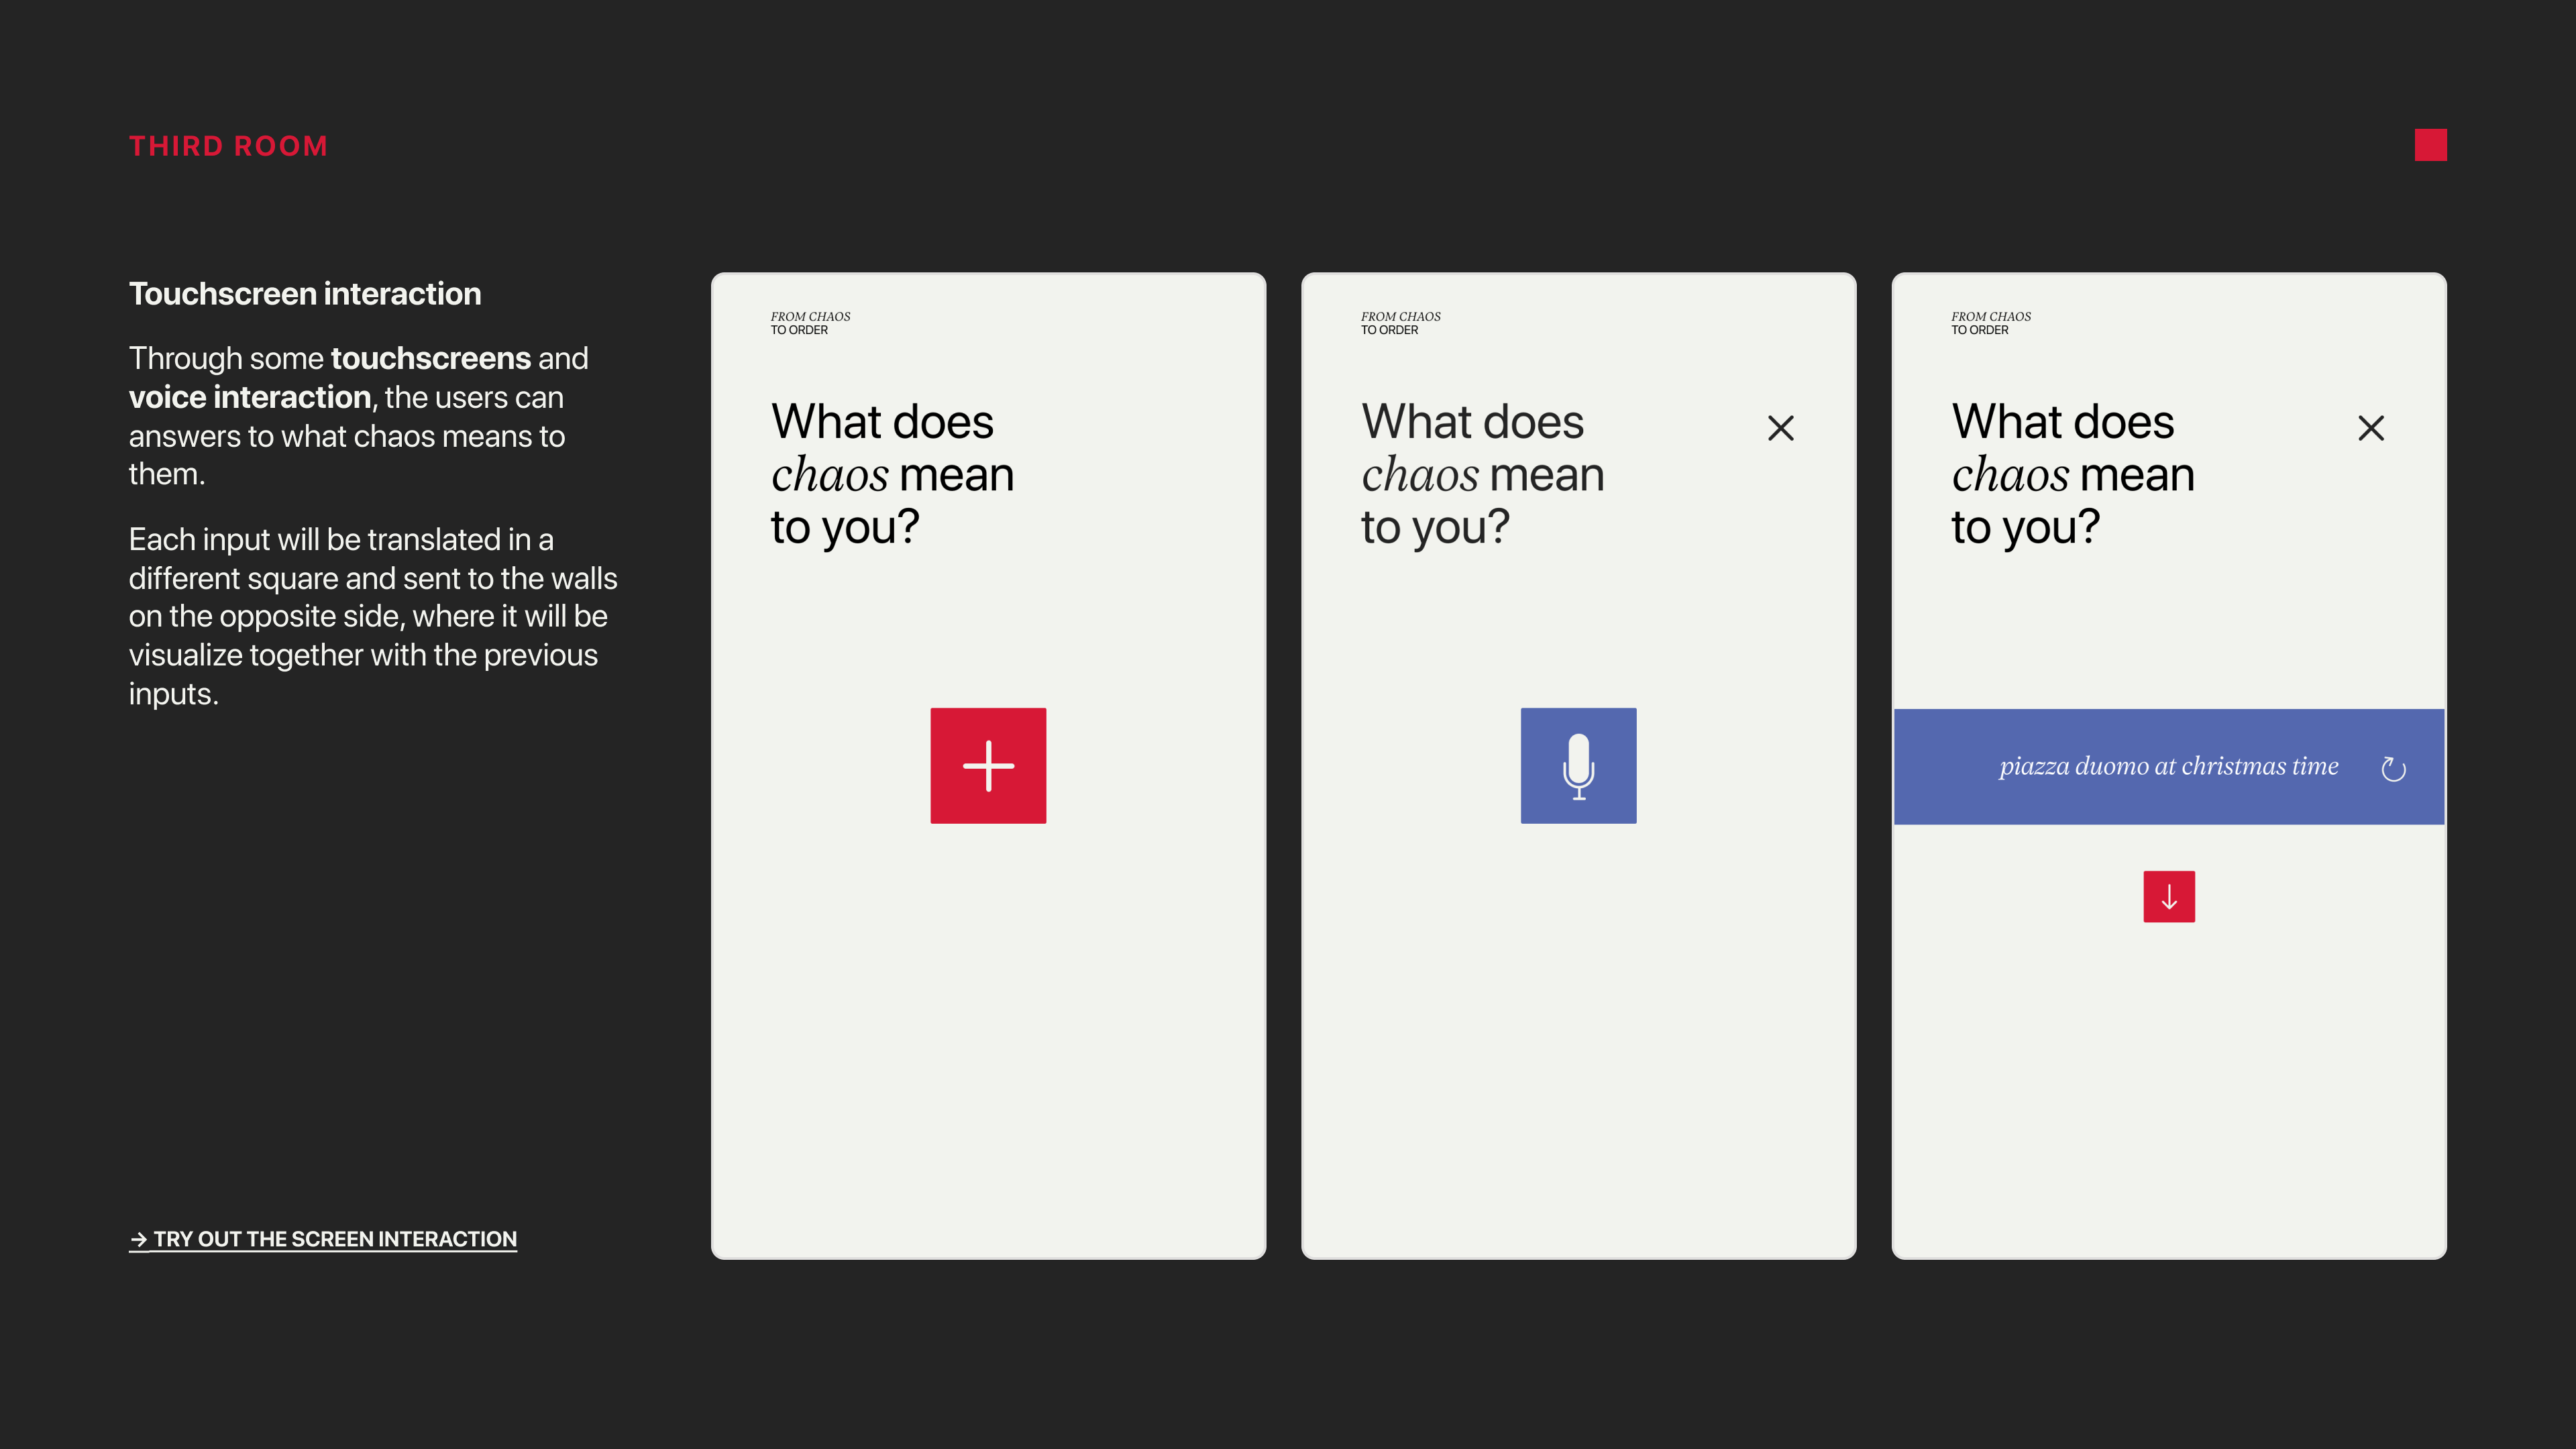 THIRD ROOM
Touchscreen interaction
Through some touchscreens and
voice interaction, the users can
answers to what chaos means to
them.
Each input will be translated in a
different square and sent to the walls
on the opposite side, where it will be
visualize together with the previous
inputs.
→ TRY OUT THE SCREEN INTERACTION
FROM CHAOS
TO ORDER
What does
chaos mean
to you?
FROM CHAOS
TO ORDER
What does
chaos mean
to you?
FROM CHAOS
TO ORDER
What does
chaos mean
to you?
piazza duomo at christmas time